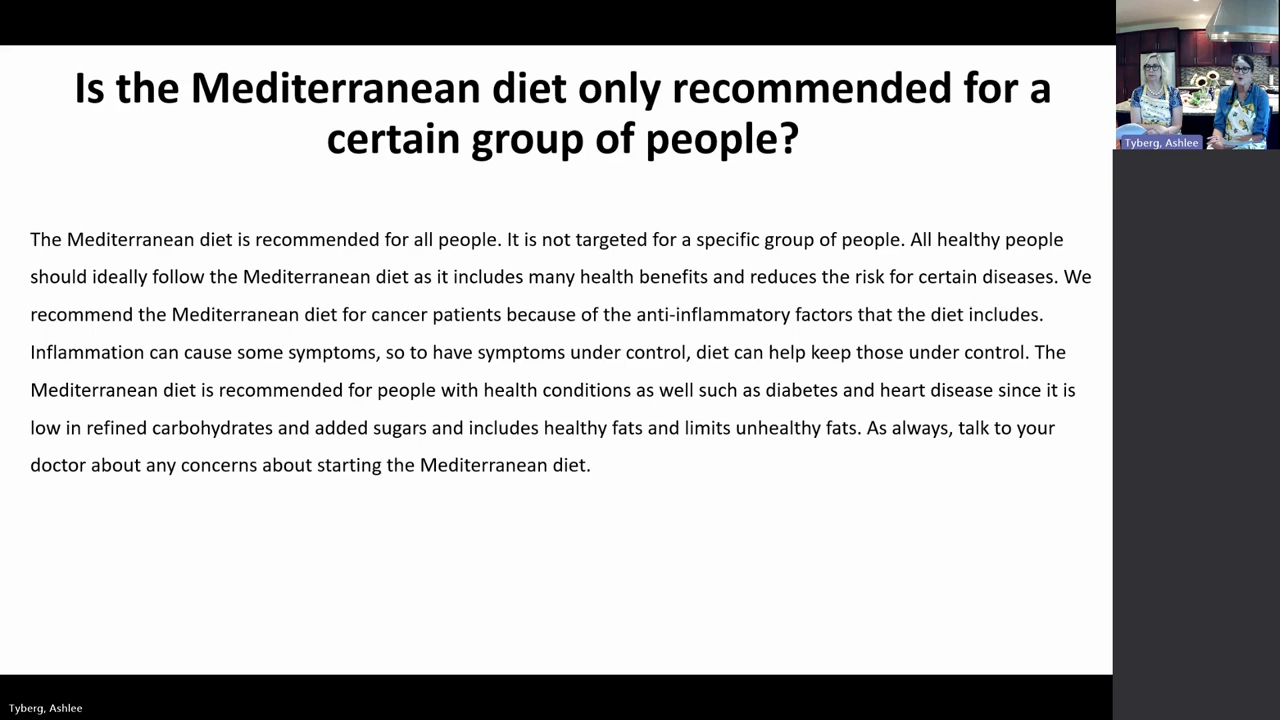 Is the Mediterranean diet only recommended for a
certain group of people?
The Mediterranean diet is recommended for all people. It is not targeted for a specific group of people. All healthy people
should ideally follow the Mediterranean diet as it includes many health benefits and reduces the risk for certain diseases. We
recommend the Mediterranean diet for cancer patients because of the anti-inflammatory factors that the diet includes.
Inflammation can cause some symptoms, so to have symptoms under control, diet can help keep those under control. The
Mediterranean diet is recommended for people with health conditions as well such as diabetes and heart disease since it is
low in refined carbohydrates and added sugars and includes healthy fats and limits unhealthy fats. As always, talk to your
doctor about any concerns about starting the Mediterranean diet.
Tyberg, Ashlee
Tyberg, Ashlee